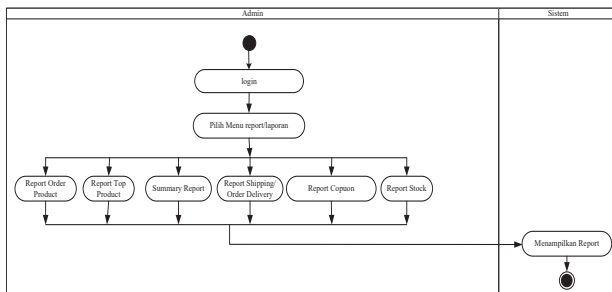 Admin
Sistem
login
Pilih Menu report/laporan
Report Order
Product
Report Top
Product
Summary Report
Report Shipping/
Order Delivery
Report Copuon
Report Stock
Menampilkan Report